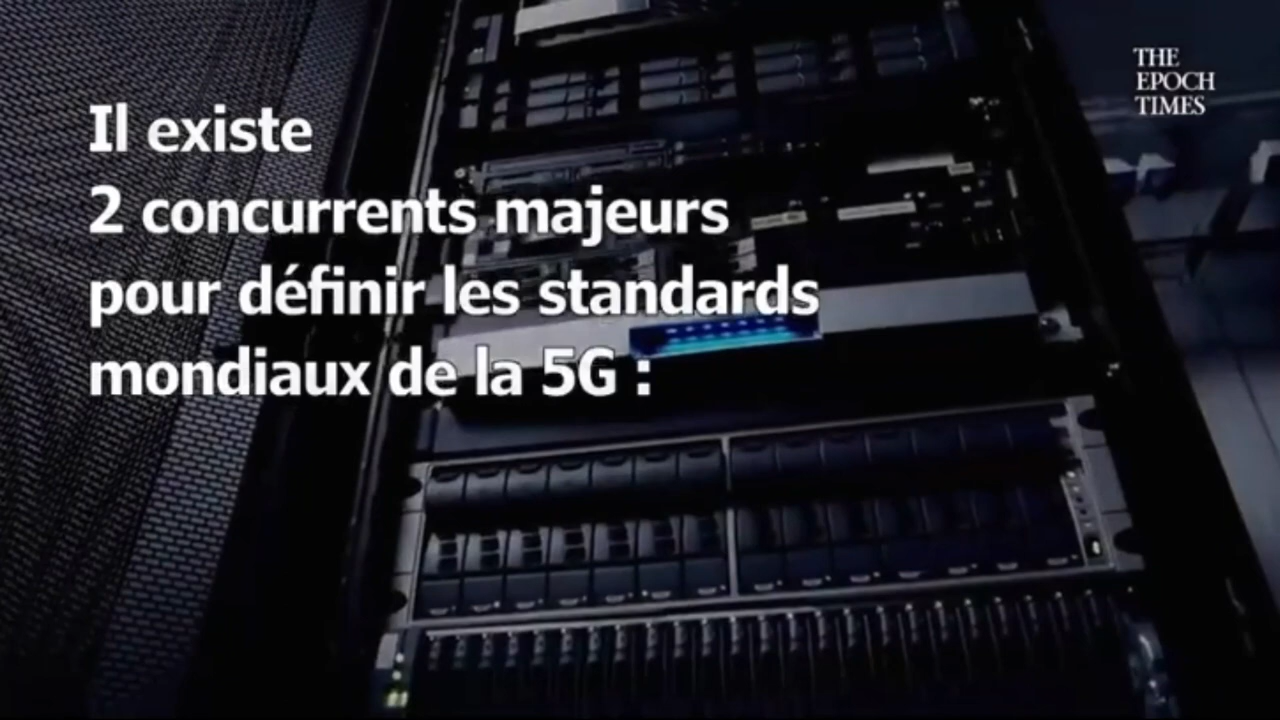 Il existe
2 concurrents majeurs
pour définir les standards
mondiaux de la 5G :
THE
EPOCH
TIMES